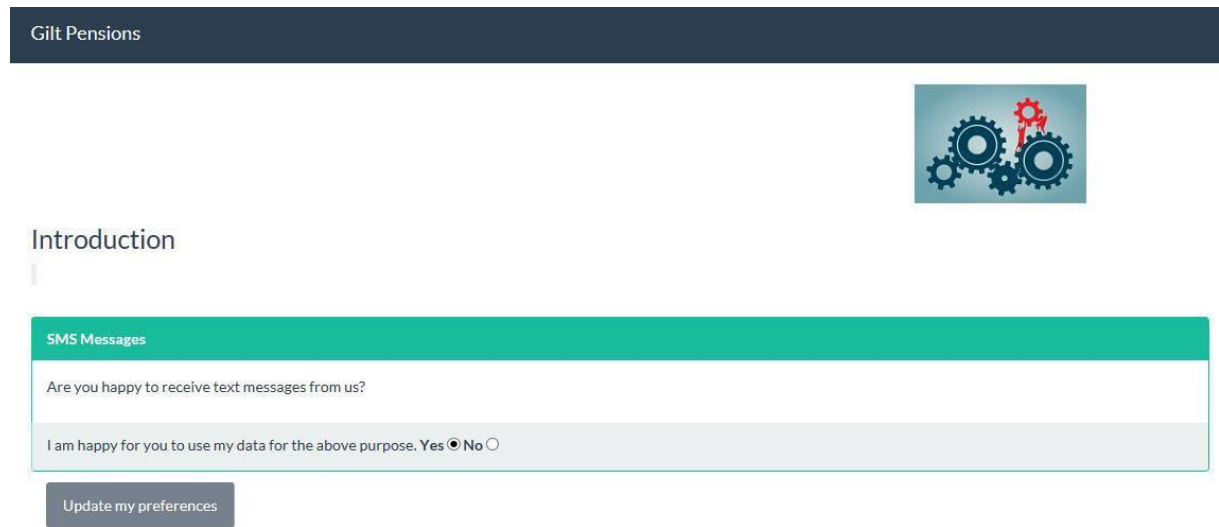 Gilt Pensions
Introduction
SMS Messages
Are you happy to receive text messages from us?
I am happy for you to use my data for the above purpose. Yes No
Update my preferences